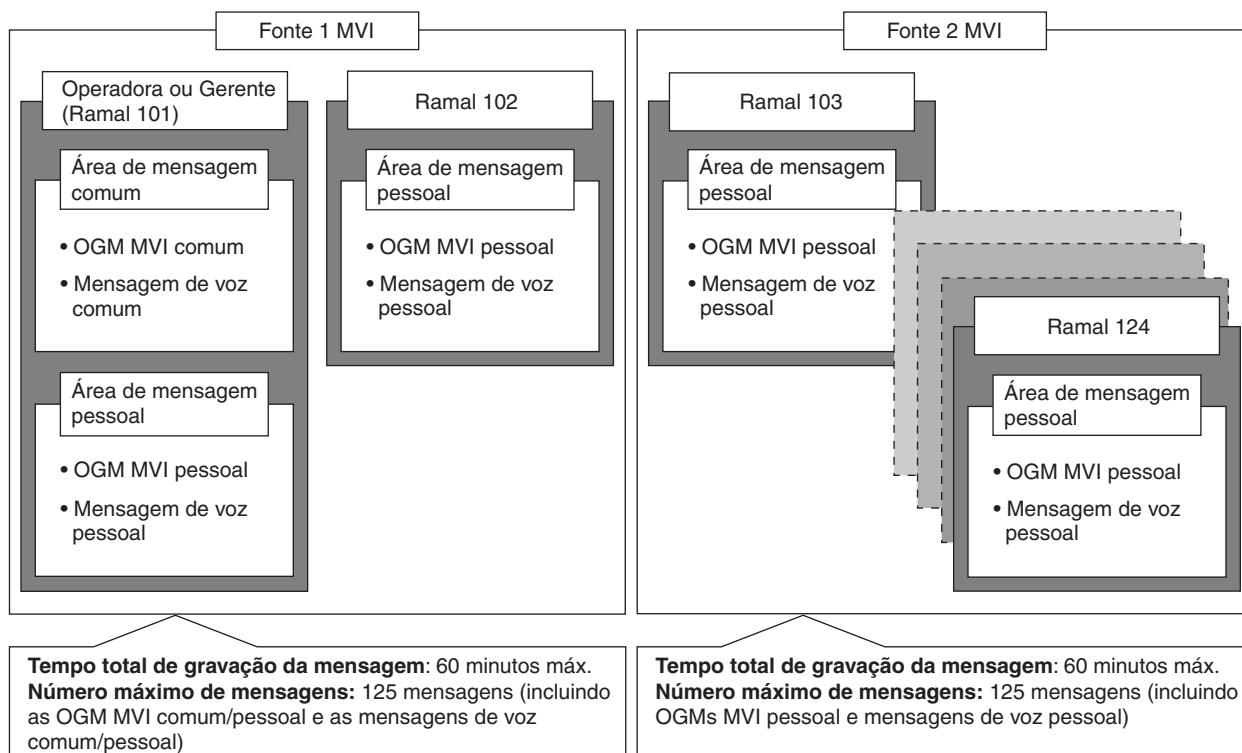 Fonte 1 MVI
Operadora ou Gerente
(Ramal 101)
Área de mensagem
comum
• OGM MVI comum
• Mensagem de voz
comum
Área de mensagem
pessoal
• OGM MVI pessoal
• Mensagem de voz
pessoal
Ramal 102
Área de mensagem
pessoal
• OGM MVI pessoal
• Mensagem de voz
pessoal
Tempo total de gravação da mensagem: 60 minutos máx.
Número máximo de mensagens: 125 mensagens (incluindo
as OGM MVI comum/pessoal e as mensagens de voz
comum/pessoal)
Fonte 2 MVI
Ramal 103
Área de mensagem
pessoal
• OGM MVI pessoal
• Mensagem de voz
pessoal
Ramal 124
Área de mensagem
pessoal
• OGM MVI pessoal
• Mensagem de voz
pessoal
Tempo total de gravação da mensagem: 60 minutos máx.
Número máximo de mensagens: 125 mensagens (incluindo
OGMs MVI pessoal e mensagens de voz pessoal)